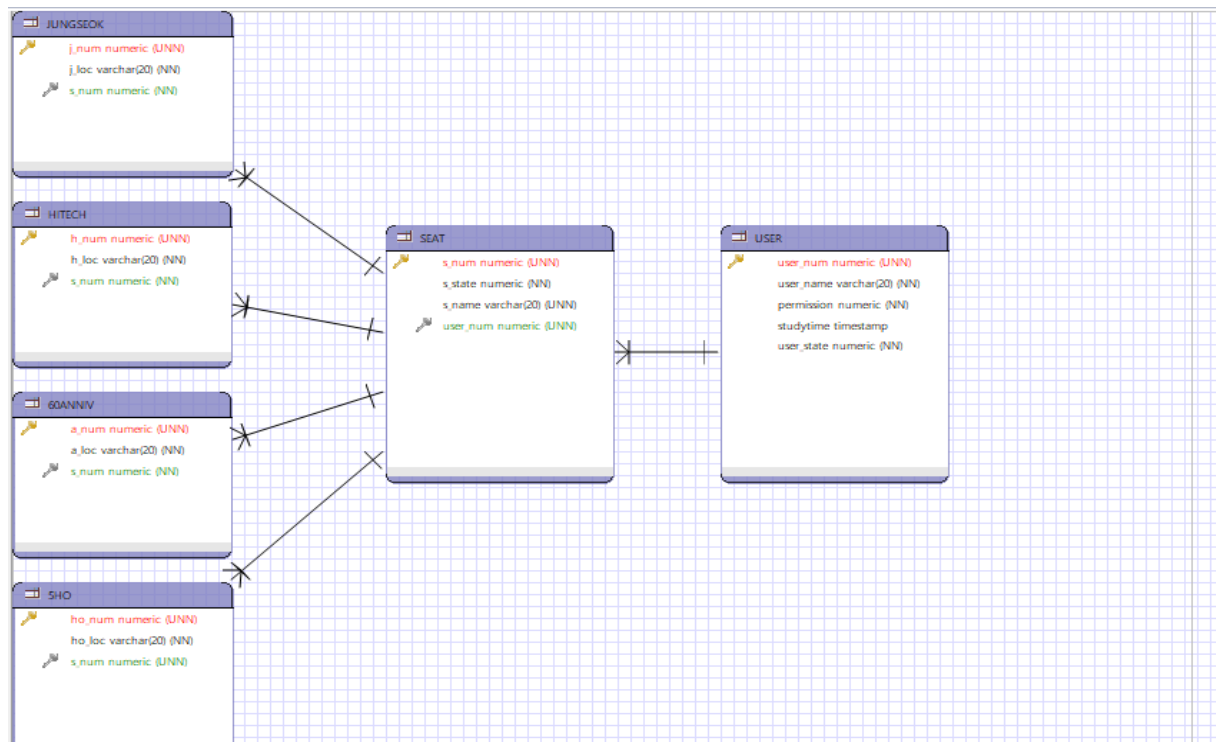 JUNGSEOK
j_num numeric (UNN)
j_loc varchar(20) (NN)
s_num numeric (NN)
HITECH
h_num numeric (UNN)
h_loc varchar(20) (NN)
s_num numeric (NN)
60ANNIV
a_num numeric (UNN)
a_loc varchar(20) (NN)
s_num numeric (NN)
5HO
ho_num numeric (UNN)
ho_loc varchar(20) (NN)
s_num numeric (UNN)
SEAT
s_num numeric (UNN)
s_state numeric (NN)
s_name varchar(20) (UNN)
user_num numeric (UNN)
USER
user_num numeric (UNN)
user_name varchar(20) (NN)
permission numeric (NN)
studytime timestamp
user_state numeric (NN)